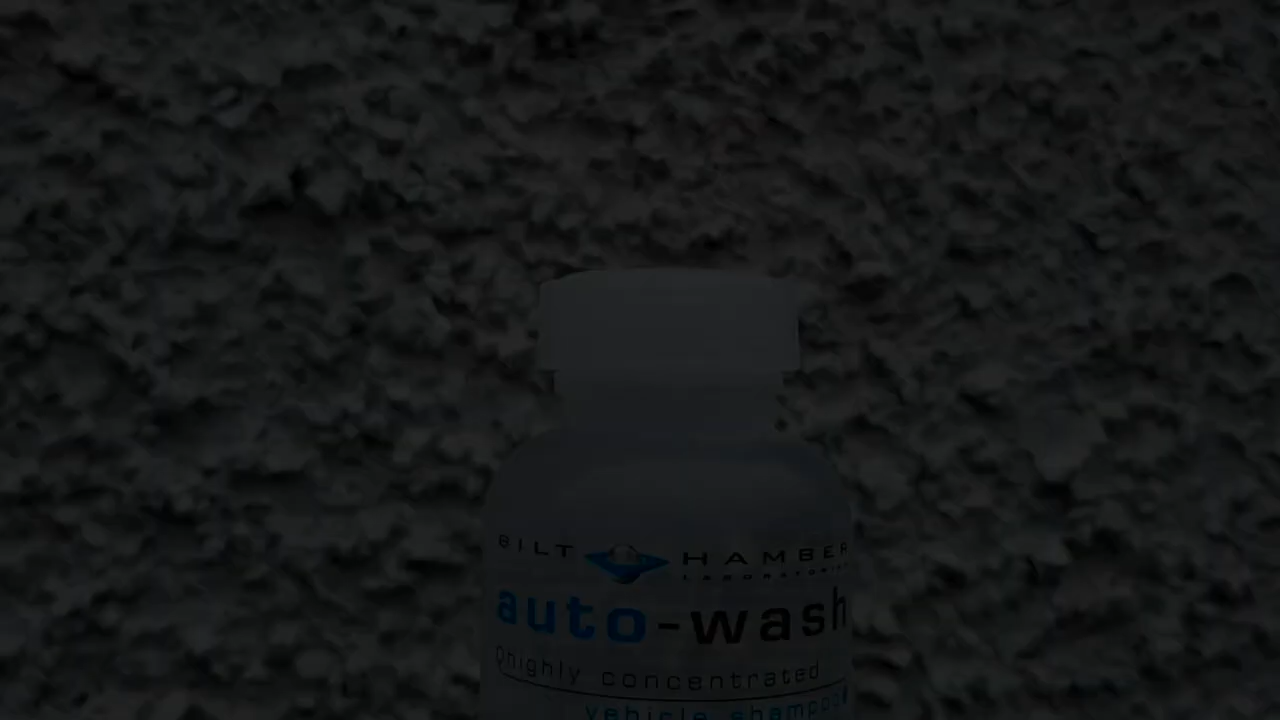 BILT HAMBER
LABORATORIES
auto-wash
highly concentrated
vehicle shampoo